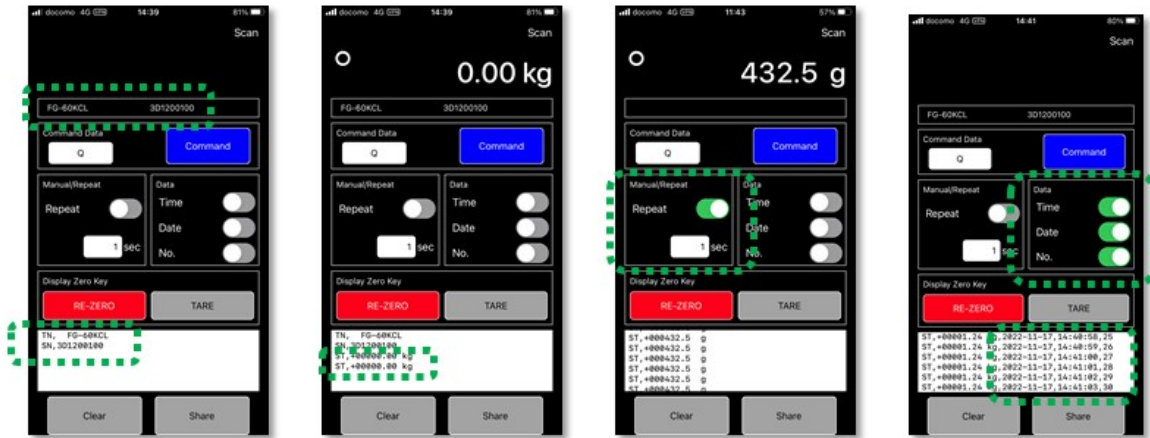 docomo 4G VPN 14:39 81%
Scan
FG-60KCL 3D1200100
Command Data
Q
Command
Manual/Repeat
Repeat
1 sec
Data
Time
Date
No.
Display Zero Key
RE-ZERO
TARE
TN, FG-60KCL
SN,3D1200100
Clear
Share
docomo 4G VPN 14:39 81%
Scan
0.00 kg
FG-60KCL 3D1200100
Command Data
Q
Command
Manual/Repeat
Repeat
1 sec
Data
Time
Date
No.
Display Zero Key
RE-ZERO
TARE
TN, FG-60KCL
SN,3D1200100
ST,+00000.00 kg
ST,+00000.00 kg
Clear
Share
docomo 4G VPN 11:43 57%
Scan
432.5 g
Command Data
Q
Command
Manual/Repeat
Repeat
1 sec
Data
Time
Date
No.
Display Zero Key
RE-ZERO
TARE
ST,+000432.5 g
ST,+000432.5 g
ST,+000432.5 g
ST,+000432.5 g
ST,+000432.5 g
ST,+000432.5 g
Clear
Share
docomo 4G VPN 14:41 80%
Scan
FG-60KCL 3D1200100
Command Data
Q
Command
Manual/Repeat
Repeat
1 sec
Data
Time
Date
No.
Display Zero Key
RE-ZERO
TARE
ST,+00001.24 kg,2022-11-17,14:40:58,25
ST,+00001.24 kg,2022-11-17,14:40:59,26
ST,+00001.24 kg,2022-11-17,14:41:00,27
ST,+00001.24 kg,2022-11-17,14:41:01,28
ST,+00001.24 kg,2022-11-17,14:41:02,29
ST,+00001.24 kg,2022-11-17,14:41:03,30
Clear
Share